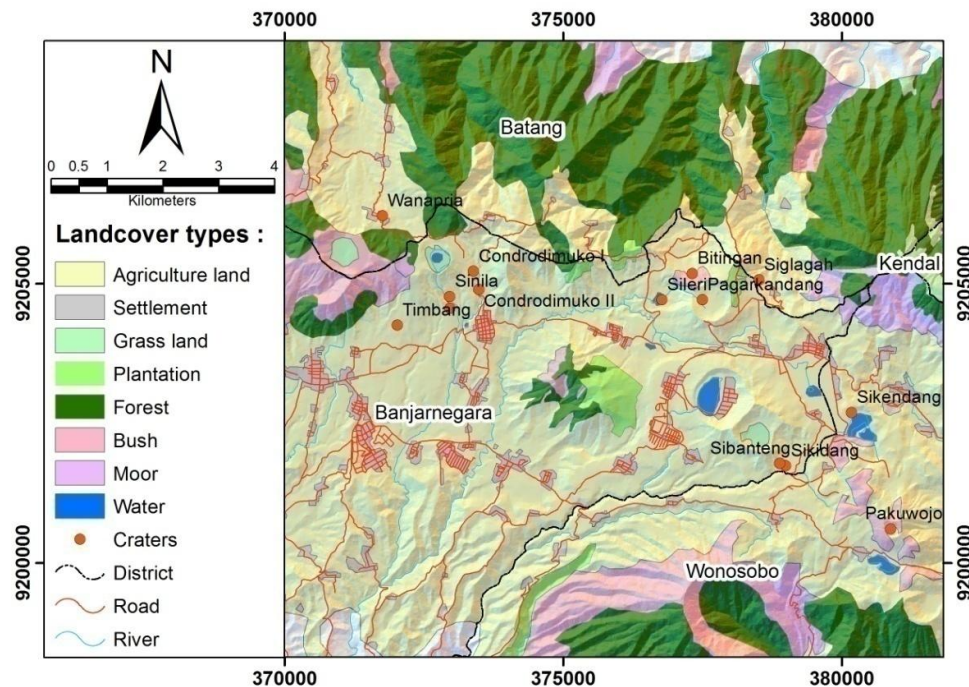 370000 375000 380000
N
0 0.5 1 2 3 4
Kilometers
Landcover types :
Agriculture land
Settlement
Grass land
Plantation
Forest
Bush
Moor
Water
Craters
District
Road
River
9205000
9200000
Batang
Wanapria
Condrodimuko I
Sinila
Condrodimuko II
Timbang
Bitingan
Siglagah
Kendal
Sileri
Pagarkandang
Banjarnegara
Sikendang
Sibanteng
Sikidang
Pakuwojo
Wonosobo
9205000
9200000
370000 375000 380000